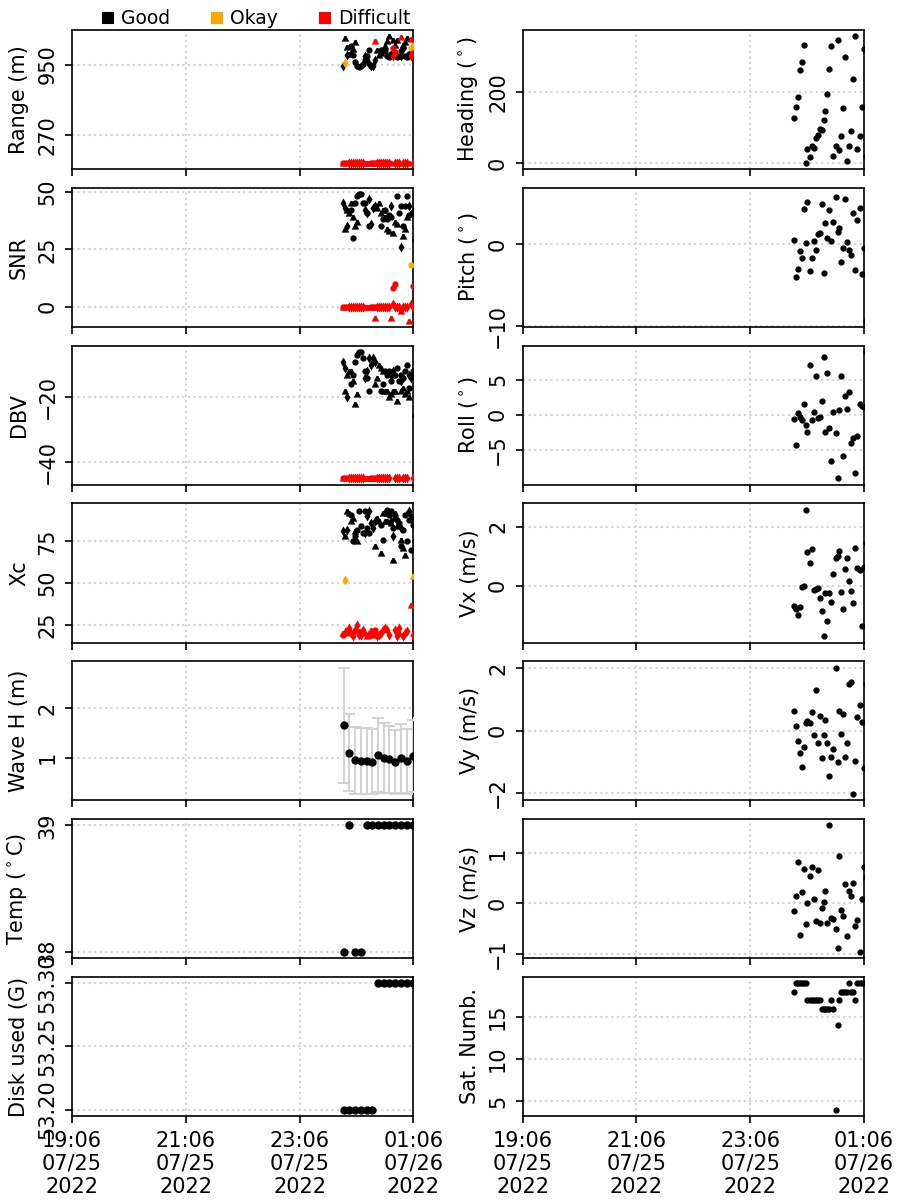 Good Okay Difficult
Range (m)
950
270
Heading (°)
200
0
SNR
50
25
0
Pitch (°)
0
−10
DBV
−20
−40
Roll (°)
5
0
−5
Xc
75
50
25
Vx (m/s)
2
0
Wave H (m)
2
1
Vy (m/s)
2
0
−2
Temp (°C)
39
38
Vz (m/s)
1
0
−1
Disk used (G)
53.30
53.25
53.20
Sat. Numb.
15
10
5
19:06 21:06 23:06 01:06 19:06 21:06 23:06 01:06
07/25 07/25 07/25 07/26 07/25 07/25 07/25 07/26
2022 2022 2022 2022 2022 2022 2022 2022